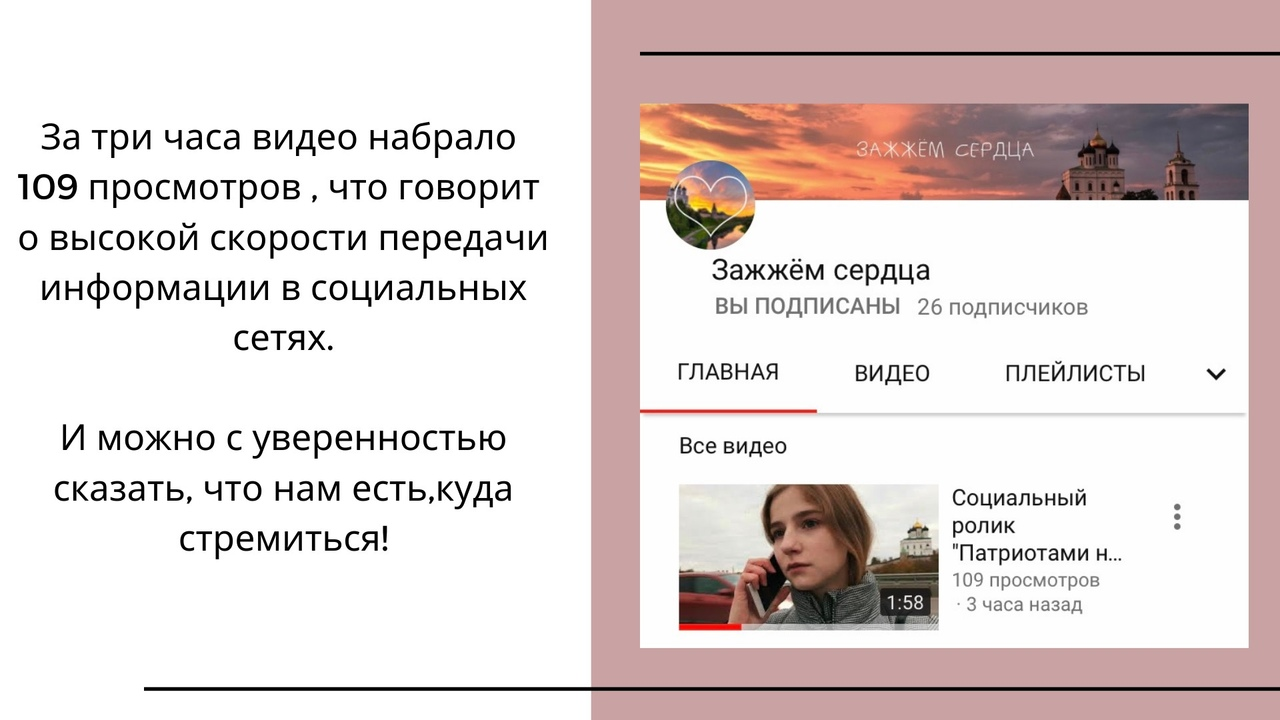 За три часа видео набрало
109 просмотров , что говорит
о высокой скорости передачи
информации в социальных
сетях.
И можно с уверенностью
сказать, что нам есть,куда
стремиться!
ЗАЖЖЁМ СЕРДЦА
Зажжём сердца
ВЫ ПОДПИСАНЫ 26 подписчиков
ГЛАВНАЯ ВИДЕО ПЛЕЙЛИСТЫ
Все видео
Социальный
ролик
"Патриотами н...
109 просмотров
· 3 часа назад
1:58